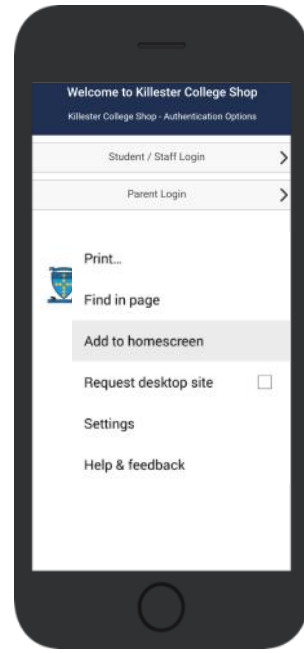 Welcome to Killester College Shop
Killester College Shop - Authentication Options
Student / Staff Login
Parent Login
Print...
Find in page
Add to homescreen
Request desktop site
Settings
Help & feedback